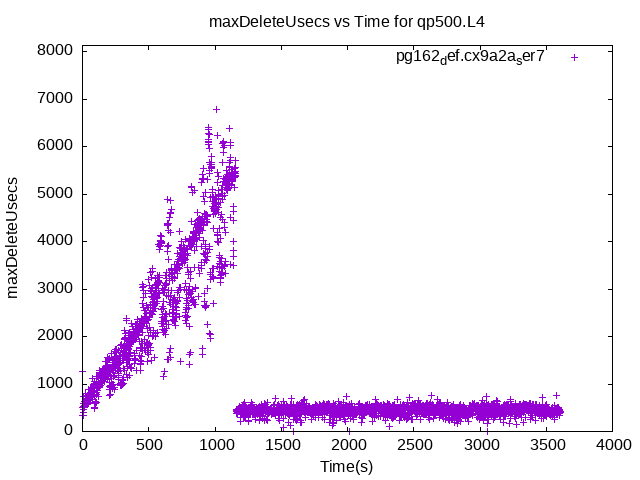 maxDeleteUsecs vs Time for qp500.L4
pg162def.cx9a2aser7
8000
7000
6000
5000
4000
3000
2000
1000
0
maxDeleteUsecs
0 500 1000 1500 2000 2500 3000 3500 4000
Time(s)